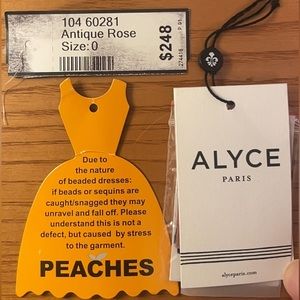 104 60281
Antique Rose
Size: 0
$248
Due to
the nature
of beaded dresses:
if beads or sequins are
caught/snagged they may
unravel and fall off. Please
understand this is not a
defect, but caused by stress
to the garment.
PEACHES
ALYCE
PARIS
alyceparis.com